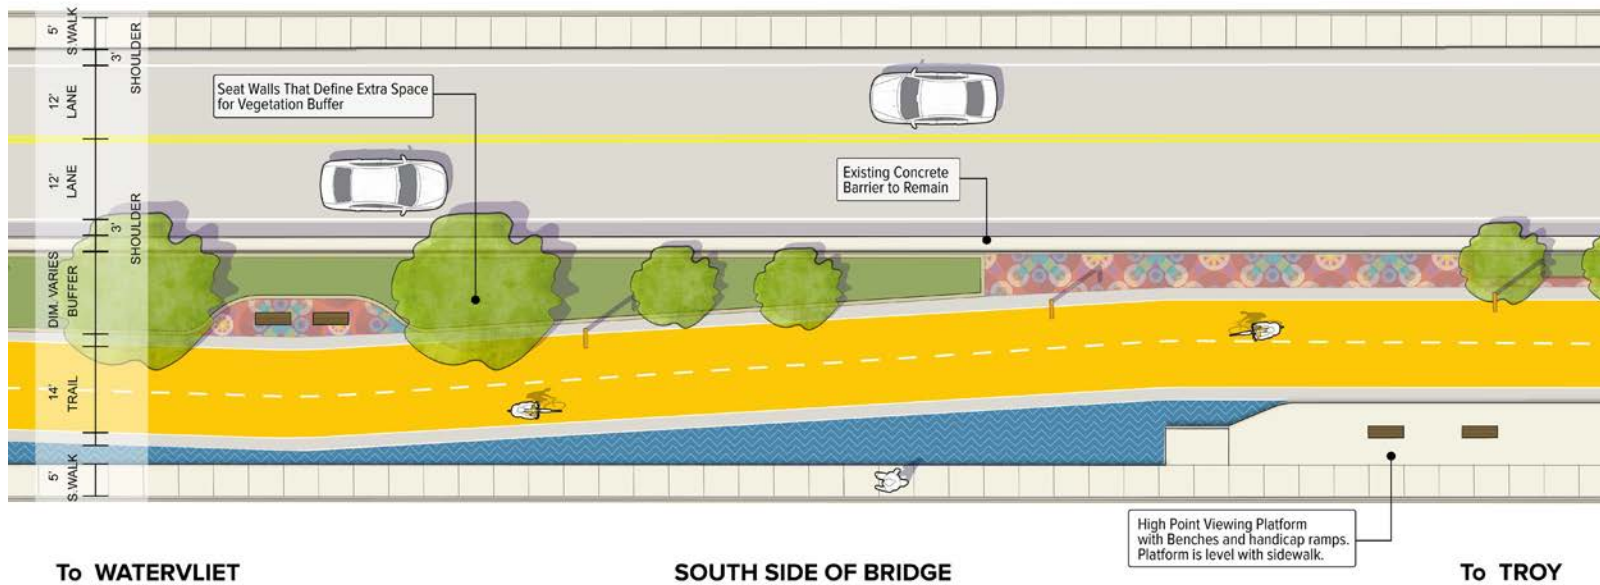 5'
S.WALK
3'
SHOULDER
12'
LANE
12'
LANE
3'
SHOULDER
DIM. VARIES
BUFFER
14'
TRAIL
5'
S.WALK
Seat Walls That Define Extra Space
for Vegetation Buffer
Existing Concrete
Barrier to Remain
High Point Viewing Platform
with Benches and handicap ramps.
Platform is level with sidewalk.
To WATERVLIET
SOUTH SIDE OF BRIDGE
To TROY